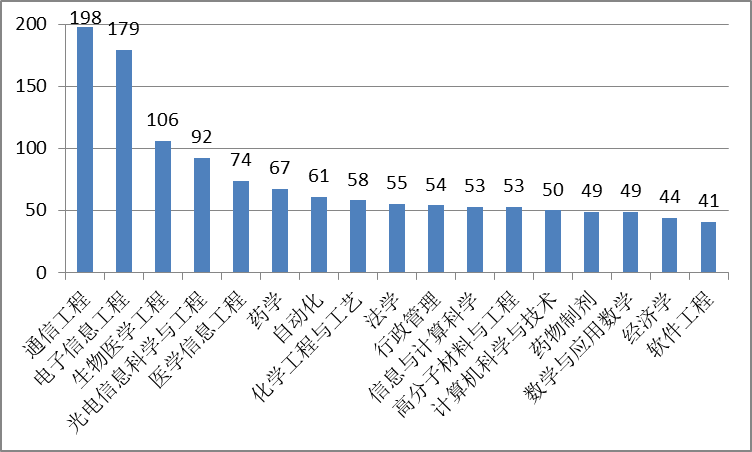 200
150
100
50
0
198
179
106
92
74
67
61
58
55
54
53
53
50
49
49
44
41
通信工程
电子信息工程
生物医学工程
光电信息科学与工程
医学信息工程
药学
自动化
化学工程与工艺
法学
行政管理
信息与计算科学
高分子材料与工程
计算机科学与技术
药物制剂
数学与应用数学
经济学
软件工程